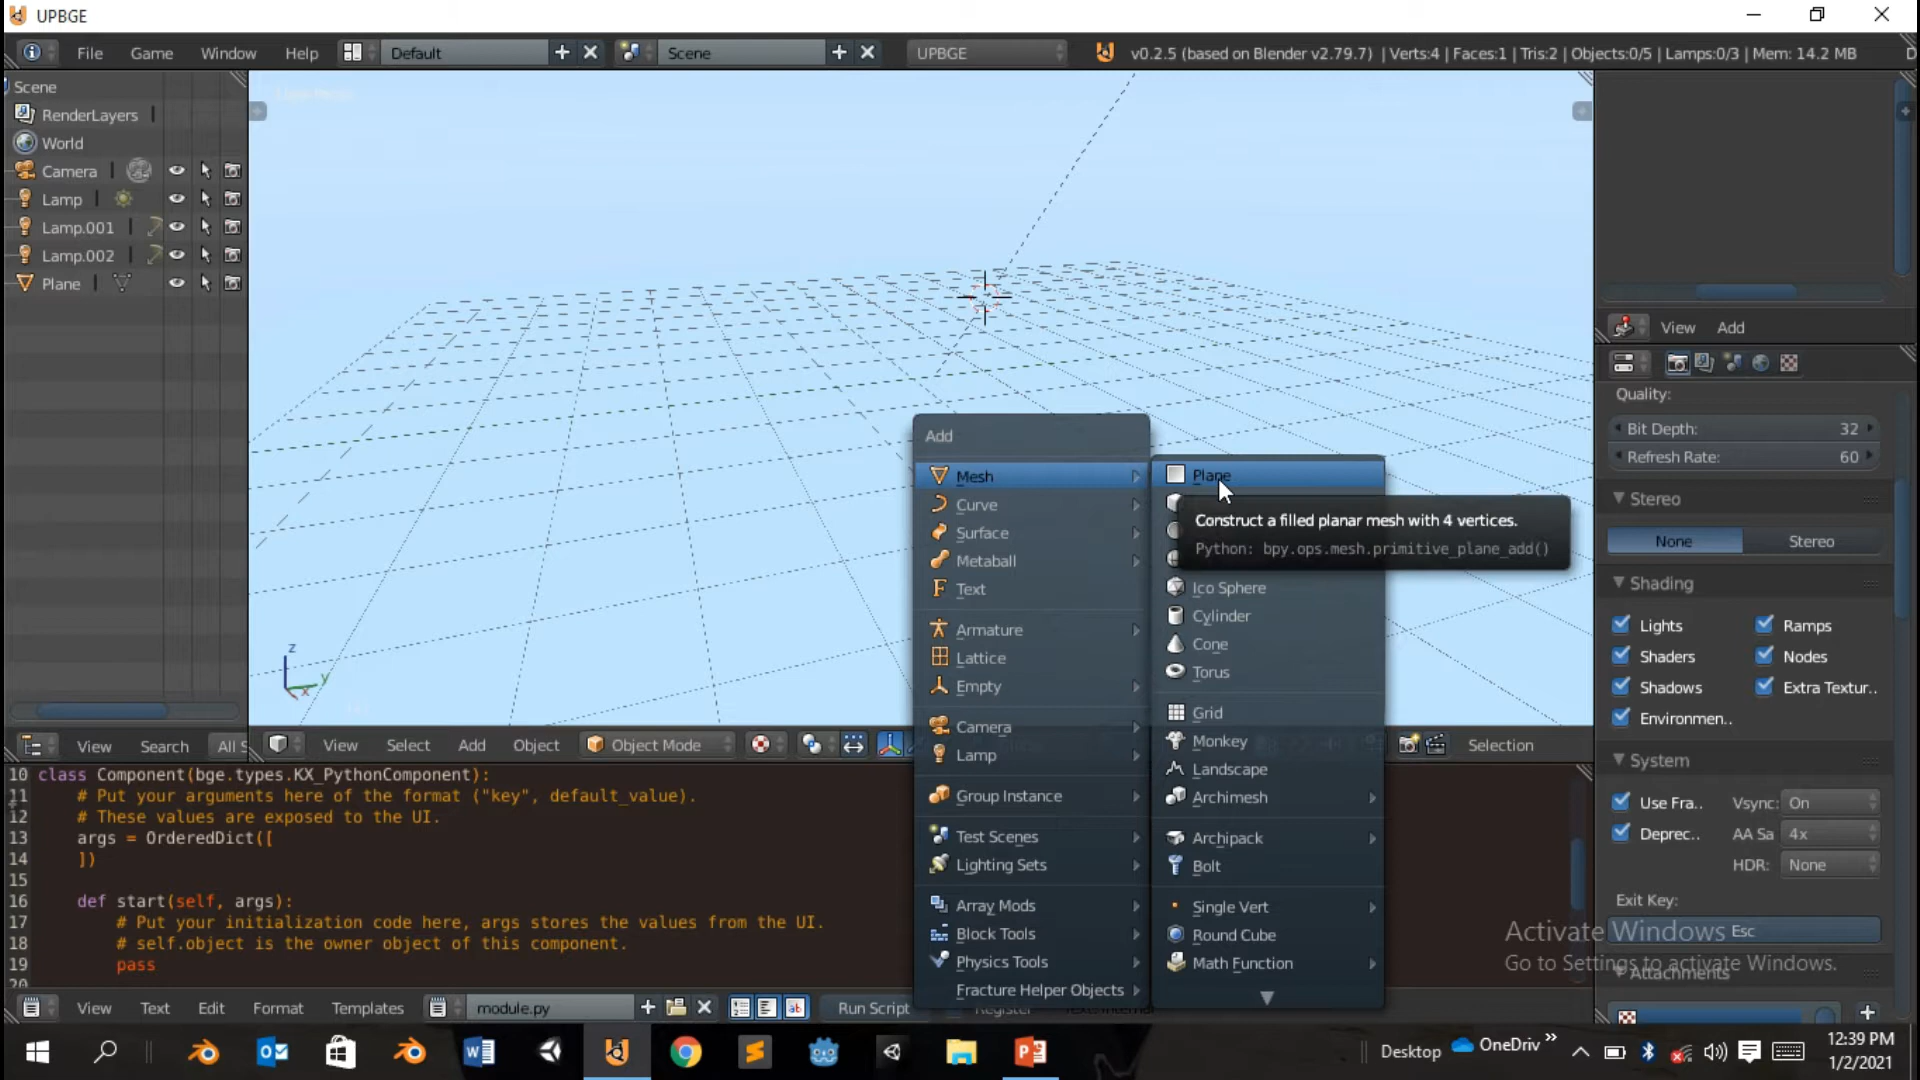 UPBGE
File Game Window Help Default Scene UPBGE v0.2.5 (based on Blender v2.79.7) | Verts:4 | Faces:1 | Tris:2 | Objects:0/5 | Lamps:0/3 | Mem: 14.2 MB
Scene
RenderLayers
World
Camera
Lamp
Lamp.001
Lamp.002
Plane
z
y
x
View Search All S
View Select Add Object Object Mode Selection
Add
Mesh
Curve
Surface
Metaball
Text
Armature
Lattice
Empty
Camera
Lamp
Group Instance
Test Scenes
Lighting Sets
Array Mods
Block Tools
Physics Tools
Fracture Helper Objects
Plane
Construct a filled planar mesh with 4 vertices.
Python: bpy.ops.mesh.primitive_plane_add()
Ico Sphere
Cylinder
Cone
Torus
Grid
Monkey
Landscape
Archimesh
Archipack
Bolt
Single Vert
Round Cube
Math Function
View Add
Quality:
Bit Depth: 32
Refresh Rate: 60
Stereo
None Stereo
Shading
Lights Ramps
Shaders Nodes
Shadows Extra Textur..
Environmen..
System
Use Fra.. Vsync: On
Deprec.. AA Sa 4x
HDR: None
Exit Key:
Esc
Attachments
Activate Windows
Go to Settings to activate Windows.
10 class Component(bge.types.KX_PythonComponent):
11 # Put your arguments here of the format ("key", default_value).
12 # These values are exposed to the UI.
13 args = OrderedDict([
14 ])
15
16 def start(self, args):
17 # Put your initialization code here, args stores the values from the UI.
18 # self.object is the owner object of this component.
19 pass
20
View Text Edit Format Templates module.py Run Script Register
Desktop OneDriv
12:39 PM
1/2/2021